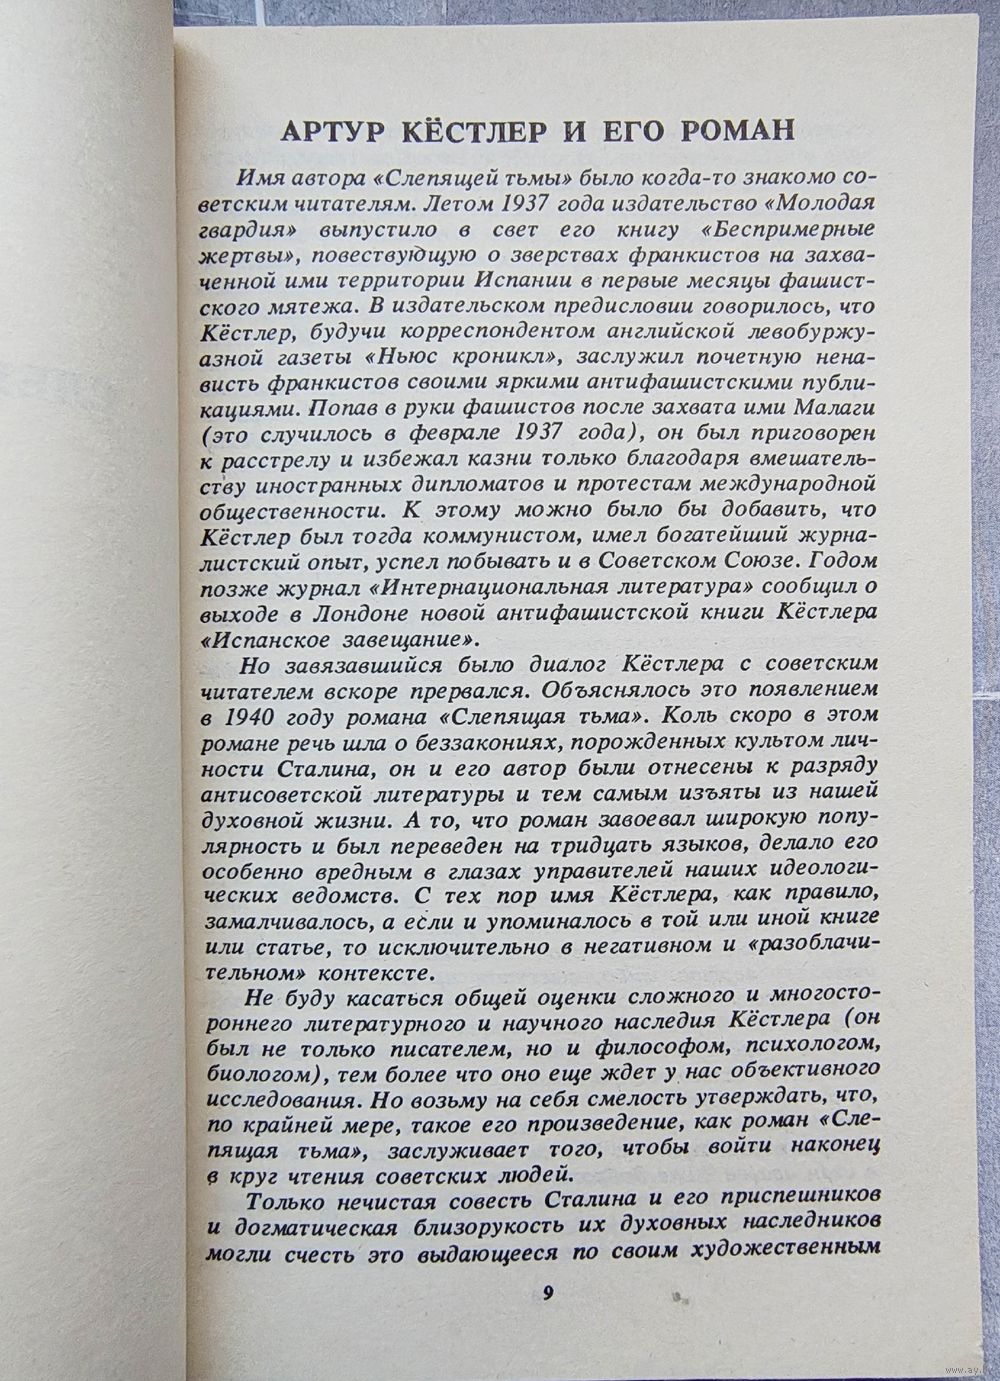 АРТУР КЁСТЛЕР И ЕГО РОМАН
Имя автора «Слепящей тьмы» было когда-то знакомо со-
ветским читателям. Летом 1937 года издательство «Молодая
гвардия» выпустило в свет его книгу «Беспримерные
жертвы», повествующую о зверствах франкистов на захва-
ченной ими территории Испании в первые месяцы фашист-
ского мятежа. В издательском предисловии говорилось, что
Кёстлер, будучи корреспондентом английской левобуржу-
азной газеты «Ньюс кроникл», заслужил почетную нена-
висть франкистов своими яркими антифашистскими публи-
кациями. Попав в руки фашистов после захвата ими Малаги
(это случилось в феврале 1937 года), он был приговорен
к расстрелу и избежал казни только благодаря вмешатель-
ству иностранных дипломатов и протестам международной
общественности. К этому можно было бы добавить, что
Кёстлер был тогда коммунистом, имел богатейший журна-
листский опыт, успел побывать и в Советском Союзе. Годом
позже журнал «Интернациональная литература» сообщил о
выходе в Лондоне новой антифашистской книги Кёстлера
«Испанское завещание».
Но завязавшийся было диалог Кёстлера с советским
читателем вскоре прервался. Объяснялось это появлением
в 1940 году романа «Слепящая тьма». Коль скоро в этом
романе речь шла о беззакониях, порожденных культом лич-
ности Сталина, он и его автор были отнесены к разряду
антисоветской литературы и тем самым изъяты из нашей
духовной жизни. А то, что роман завоевал широкую попу-
лярность и был переведен на тридцать языков, делало его
особенно вредным в глазах управителей наших идеологи-
ческих ведомств. С тех пор имя Кёстлера, как правило,
замалчивалось, а если и упоминалось в той или иной книге
или статье, то исключительно в негативном и «разоблачи-
тельном» контексте.
Не буду касаться общей оценки сложного и многосто-
роннего литературного и научного наследия Кёстлера (он
был не только писателем, но и философом, психологом,
биологом), тем более что оно еще ждет у нас объективного
исследования. Но возьму на себя смелость утверждать, что,
по крайней мере, такое его произведение, как роман «Сле-
пящая тьма», заслуживает того, чтобы войти наконец
в круг чтения советских людей.
Только нечистая совесть Сталина и его приспешников
и догматическая близорукость их духовных наследников
могли счесть это выдающееся по своим художественным
9